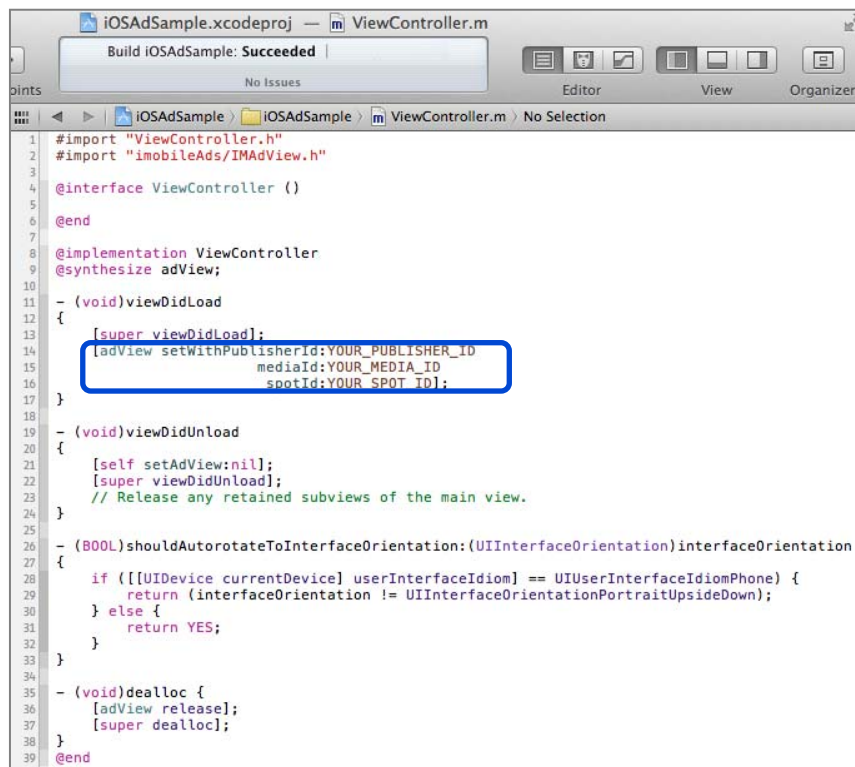 iOSAdSample.xcodeproj — m ViewController.m
Build iOSAdSample: Succeeded
No Issues
oints
Editor
View
Organizer
iOSAdSample 〉 iOSAdSample 〉 m ViewController.m 〉 No Selection
1 #import "ViewController.h"
2 #import "imobileAds/IMAdView.h"
3
4 @interface ViewController ()
5
6 @end
7
8 @implementation ViewController
9 @synthesize adView;
10
11 - (void)viewDidLoad
12 {
13     [super viewDidLoad];
14     [adView setWithPublisherId:YOUR_PUBLISHER_ID
15                        mediaId:YOUR_MEDIA_ID
16                         spotId:YOUR_SPOT_ID];
17 }
18
19 - (void)viewDidUnload
20 {
21     [self setAdView:nil];
22     [super viewDidUnload];
23     // Release any retained subviews of the main view.
24 }
25
26 - (BOOL)shouldAutorotateToInterfaceOrientation:(UIInterfaceOrientation)interfaceOrientation
27 {
28     if ([[UIDevice currentDevice] userInterfaceIdiom] == UIUserInterfaceIdiomPhone) {
29         return (interfaceOrientation != UIInterfaceOrientationPortraitUpsideDown);
30     } else {
31         return YES;
32     }
33 }
34
35 - (void)dealloc {
36     [adView release];
37     [super dealloc];
38 }
39 @end